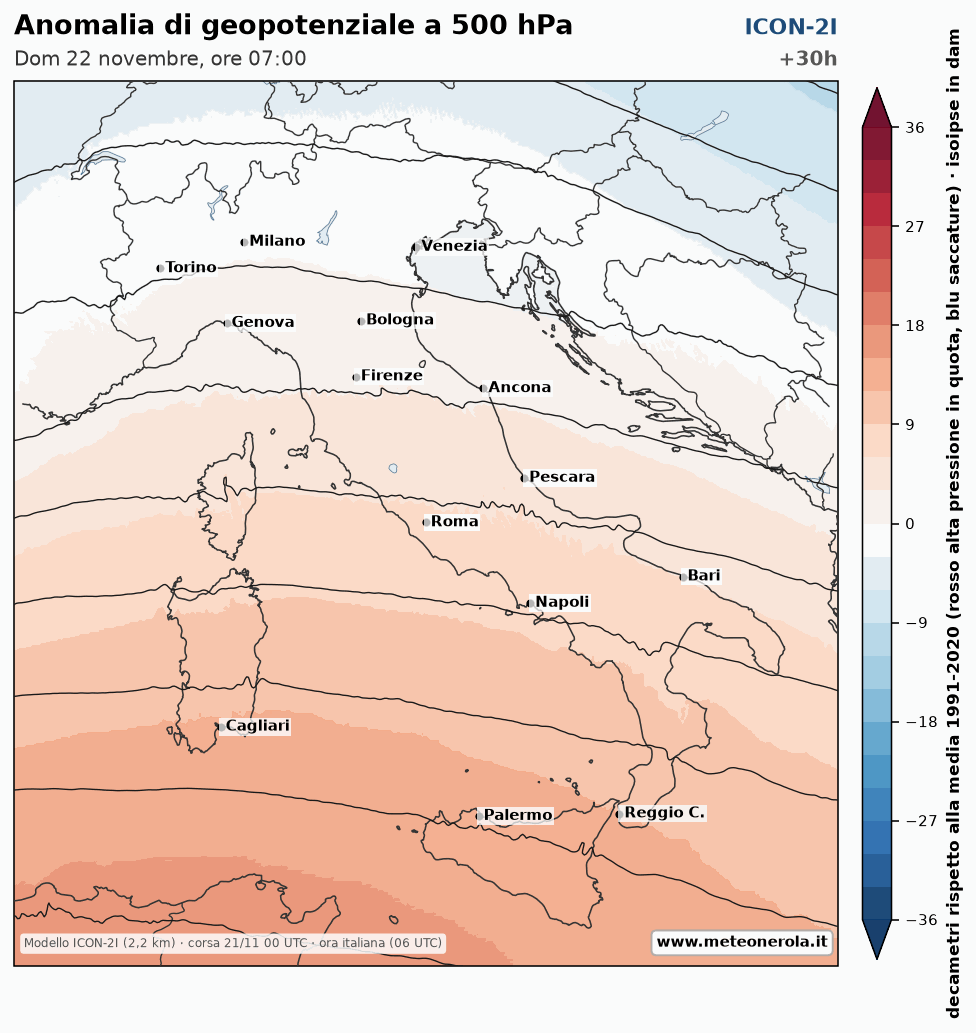 Anomalia di geopotenziale a 500 hPa
ICON-2I
Dom 22 novembre, ore 07:00
+30h
Milano
Venezia
Torino
Genova
Bologna
Firenze
Ancona
Pescara
Roma
Bari
Napoli
Cagliari
Palermo
Reggio C.
Modello ICON-2I (2,2 km) · corsa 21/11 00 UTC · ora italiana (06 UTC)
www.meteonerola.it
36
27
18
9
0
−9
−18
−27
−36
decametri rispetto alla media 1991-2020 (rosso alta pressione in quota, blu saccature) · isoipse in dam